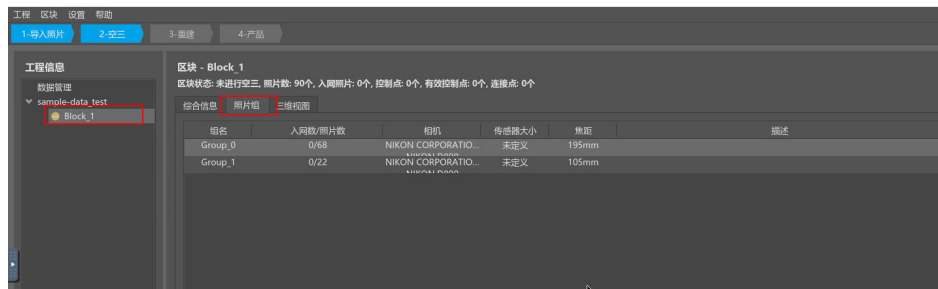 工程 区块 设置 帮助
1-导入照片 2-空三 3-重建 4-产品
工程信息
数据管理
sample-data_test
Block_1
区块 - Block_1
区块状态: 未进行空三, 照片数: 90个, 入网照片: 0个, 控制点: 0个, 有效控制点: 0个, 连接点: 0个
综合信息 照片组 三维视图
组名 入网数/照片数 相机 传感器大小 焦距 描述
Group_0 0/68 NIKON CORPORATIO... 未定义 195mm
NIKON D800
Group_1 0/22 NIKON CORPORATIO... 未定义 105mm
NIKON D800